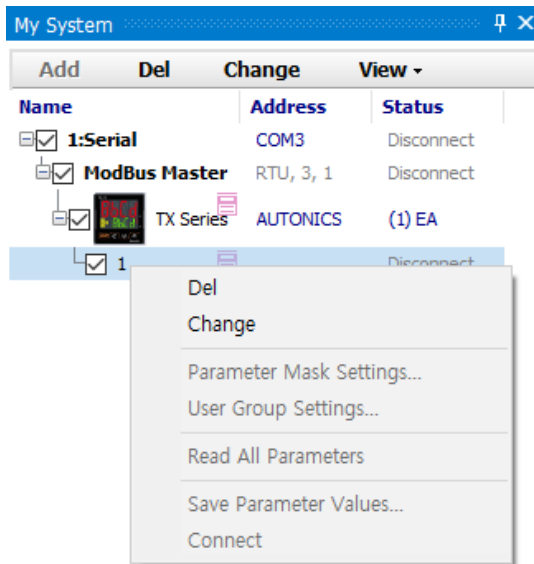 My System
Add Del Change View
Name Address Status
1:Serial COM3 Disconnect
ModBus Master RTU, 3, 1 Disconnect
TX Series AUTONICS (1) EA
1 Disconnect
Del
Change
Parameter Mask Settings...
User Group Settings...
Read All Parameters
Save Parameter Values...
Connect